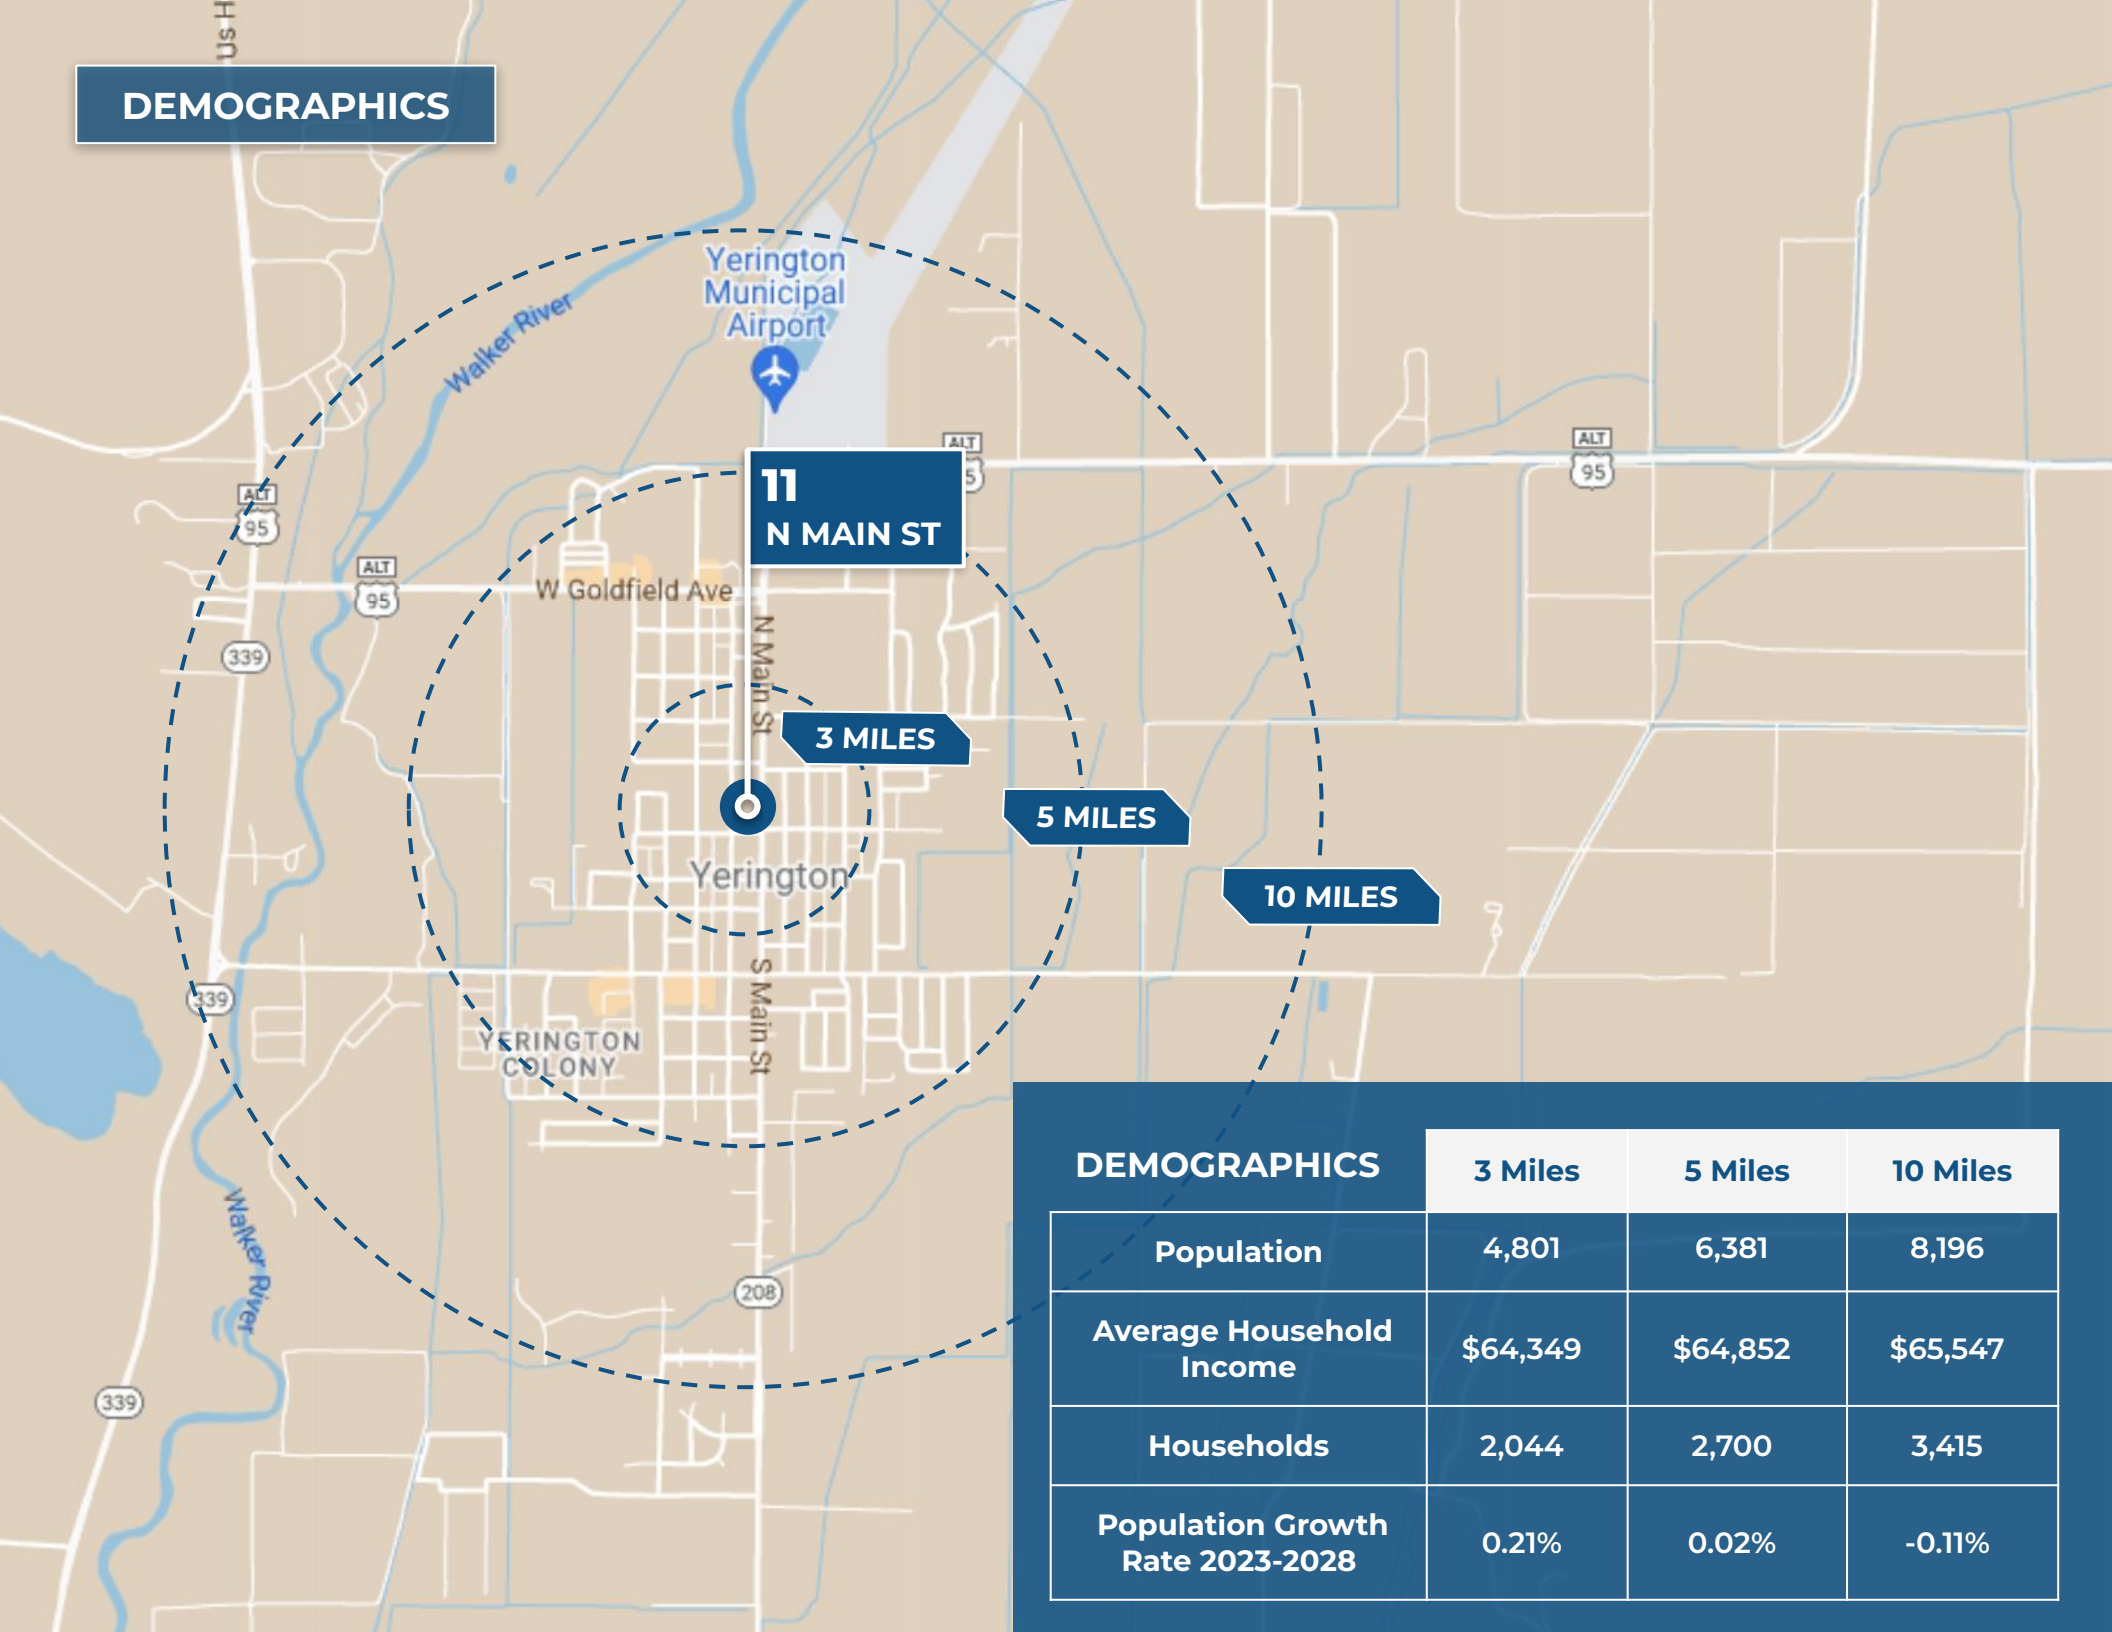 Us H
DEMOGRAPHICS
Yerington
Municipal
Airport
Walker River
ALT
5
ALT
95
11
N MAIN ST
ALT
95
ALT
95
W Goldfield Ave
N Main St
339
3 MILES
5 MILES
Yerington
10 MILES
339
S Main St
YERINGTON
COLONY
Walker River
208
339
DEMOGRAPHICS 3 Miles 5 Miles 10 Miles
Population 4,801 6,381 8,196
Average Household
Income $64,349 $64,852 $65,547
Households 2,044 2,700 3,415
Population Growth
Rate 2023-2028 0.21% 0.02% -0.11%